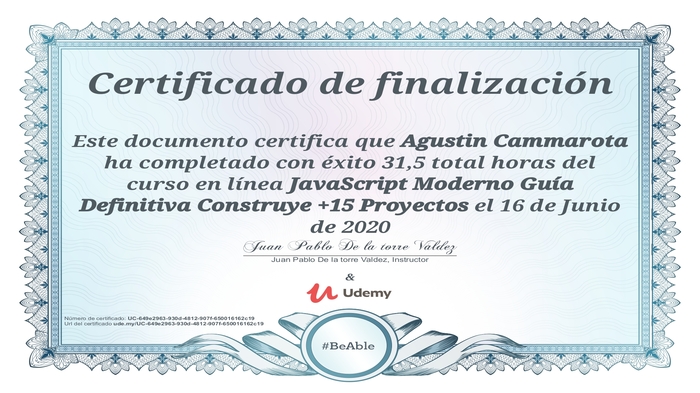 Certificado de finalización
Este documento certifica que Agustin Cammarota
ha completado con éxito 31,5 total horas del
curso en línea JavaScript Moderno Guía
Definitiva Construye +15 Proyectos el 16 de Junio
de 2020
Juan Pablo De la torre Valdez
Juan Pablo De la torre Valdez, Instructor
&
Udemy
Número de certificado: UC-649e2963-930d-4812-907f-650016162c19
Url del certificado ude.my/UC-649e2963-930d-4812-907f-650016162c19
#BeAble